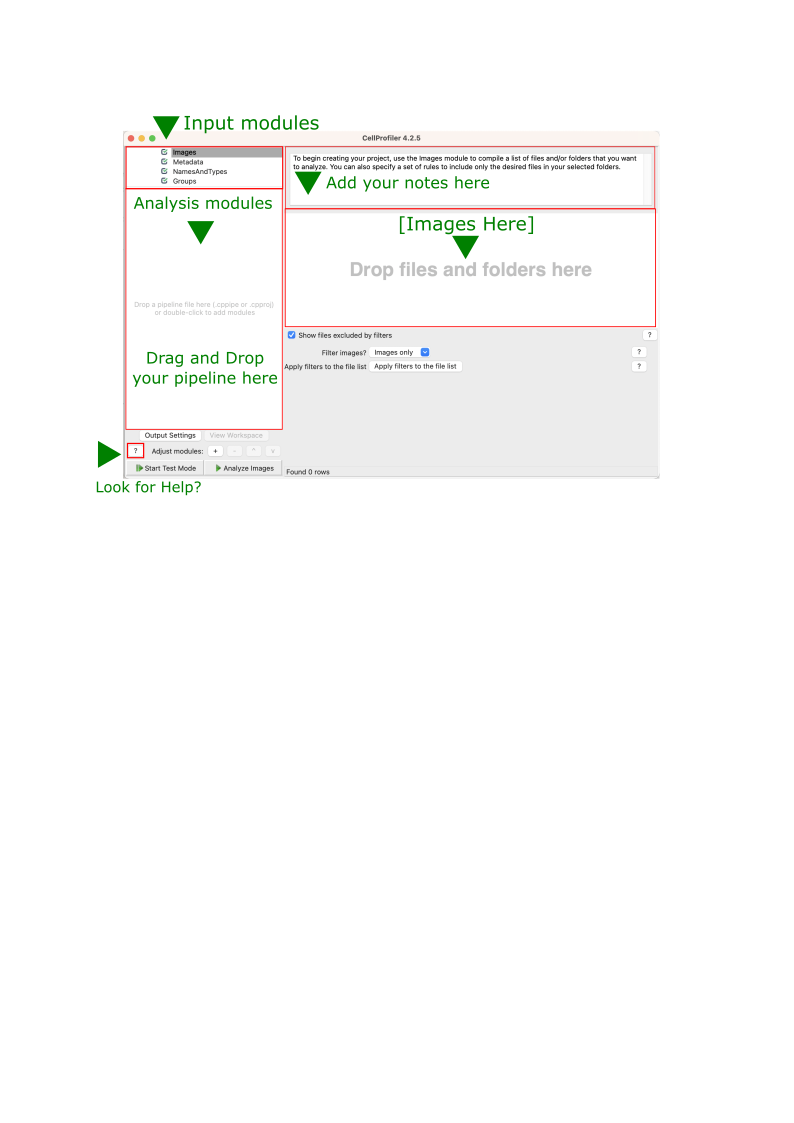 Input modules
CellProfiler 4.2.5
Images
Metadata
NamesAndTypes
Groups
To begin creating your project, use the Images module to compile a list of files and/or folders that you want
to analyze. You can also specify a set of rules to include only the desired files in your selected folders.
Add your notes here
Analysis modules
[Images Here]
Drop files and folders here
Drop a pipeline file here (.cppipe or .cpproj)
or double-click to add modules
Drag and Drop
your pipeline here
Show files excluded by filters
?
Filter images? Images only
?
Apply filters to the file list Apply filters to the file list
?
Output Settings View Workspace
? Adjust modules: + - ^ v
Start Test Mode Analyze Images
Found 0 rows
Look for Help?